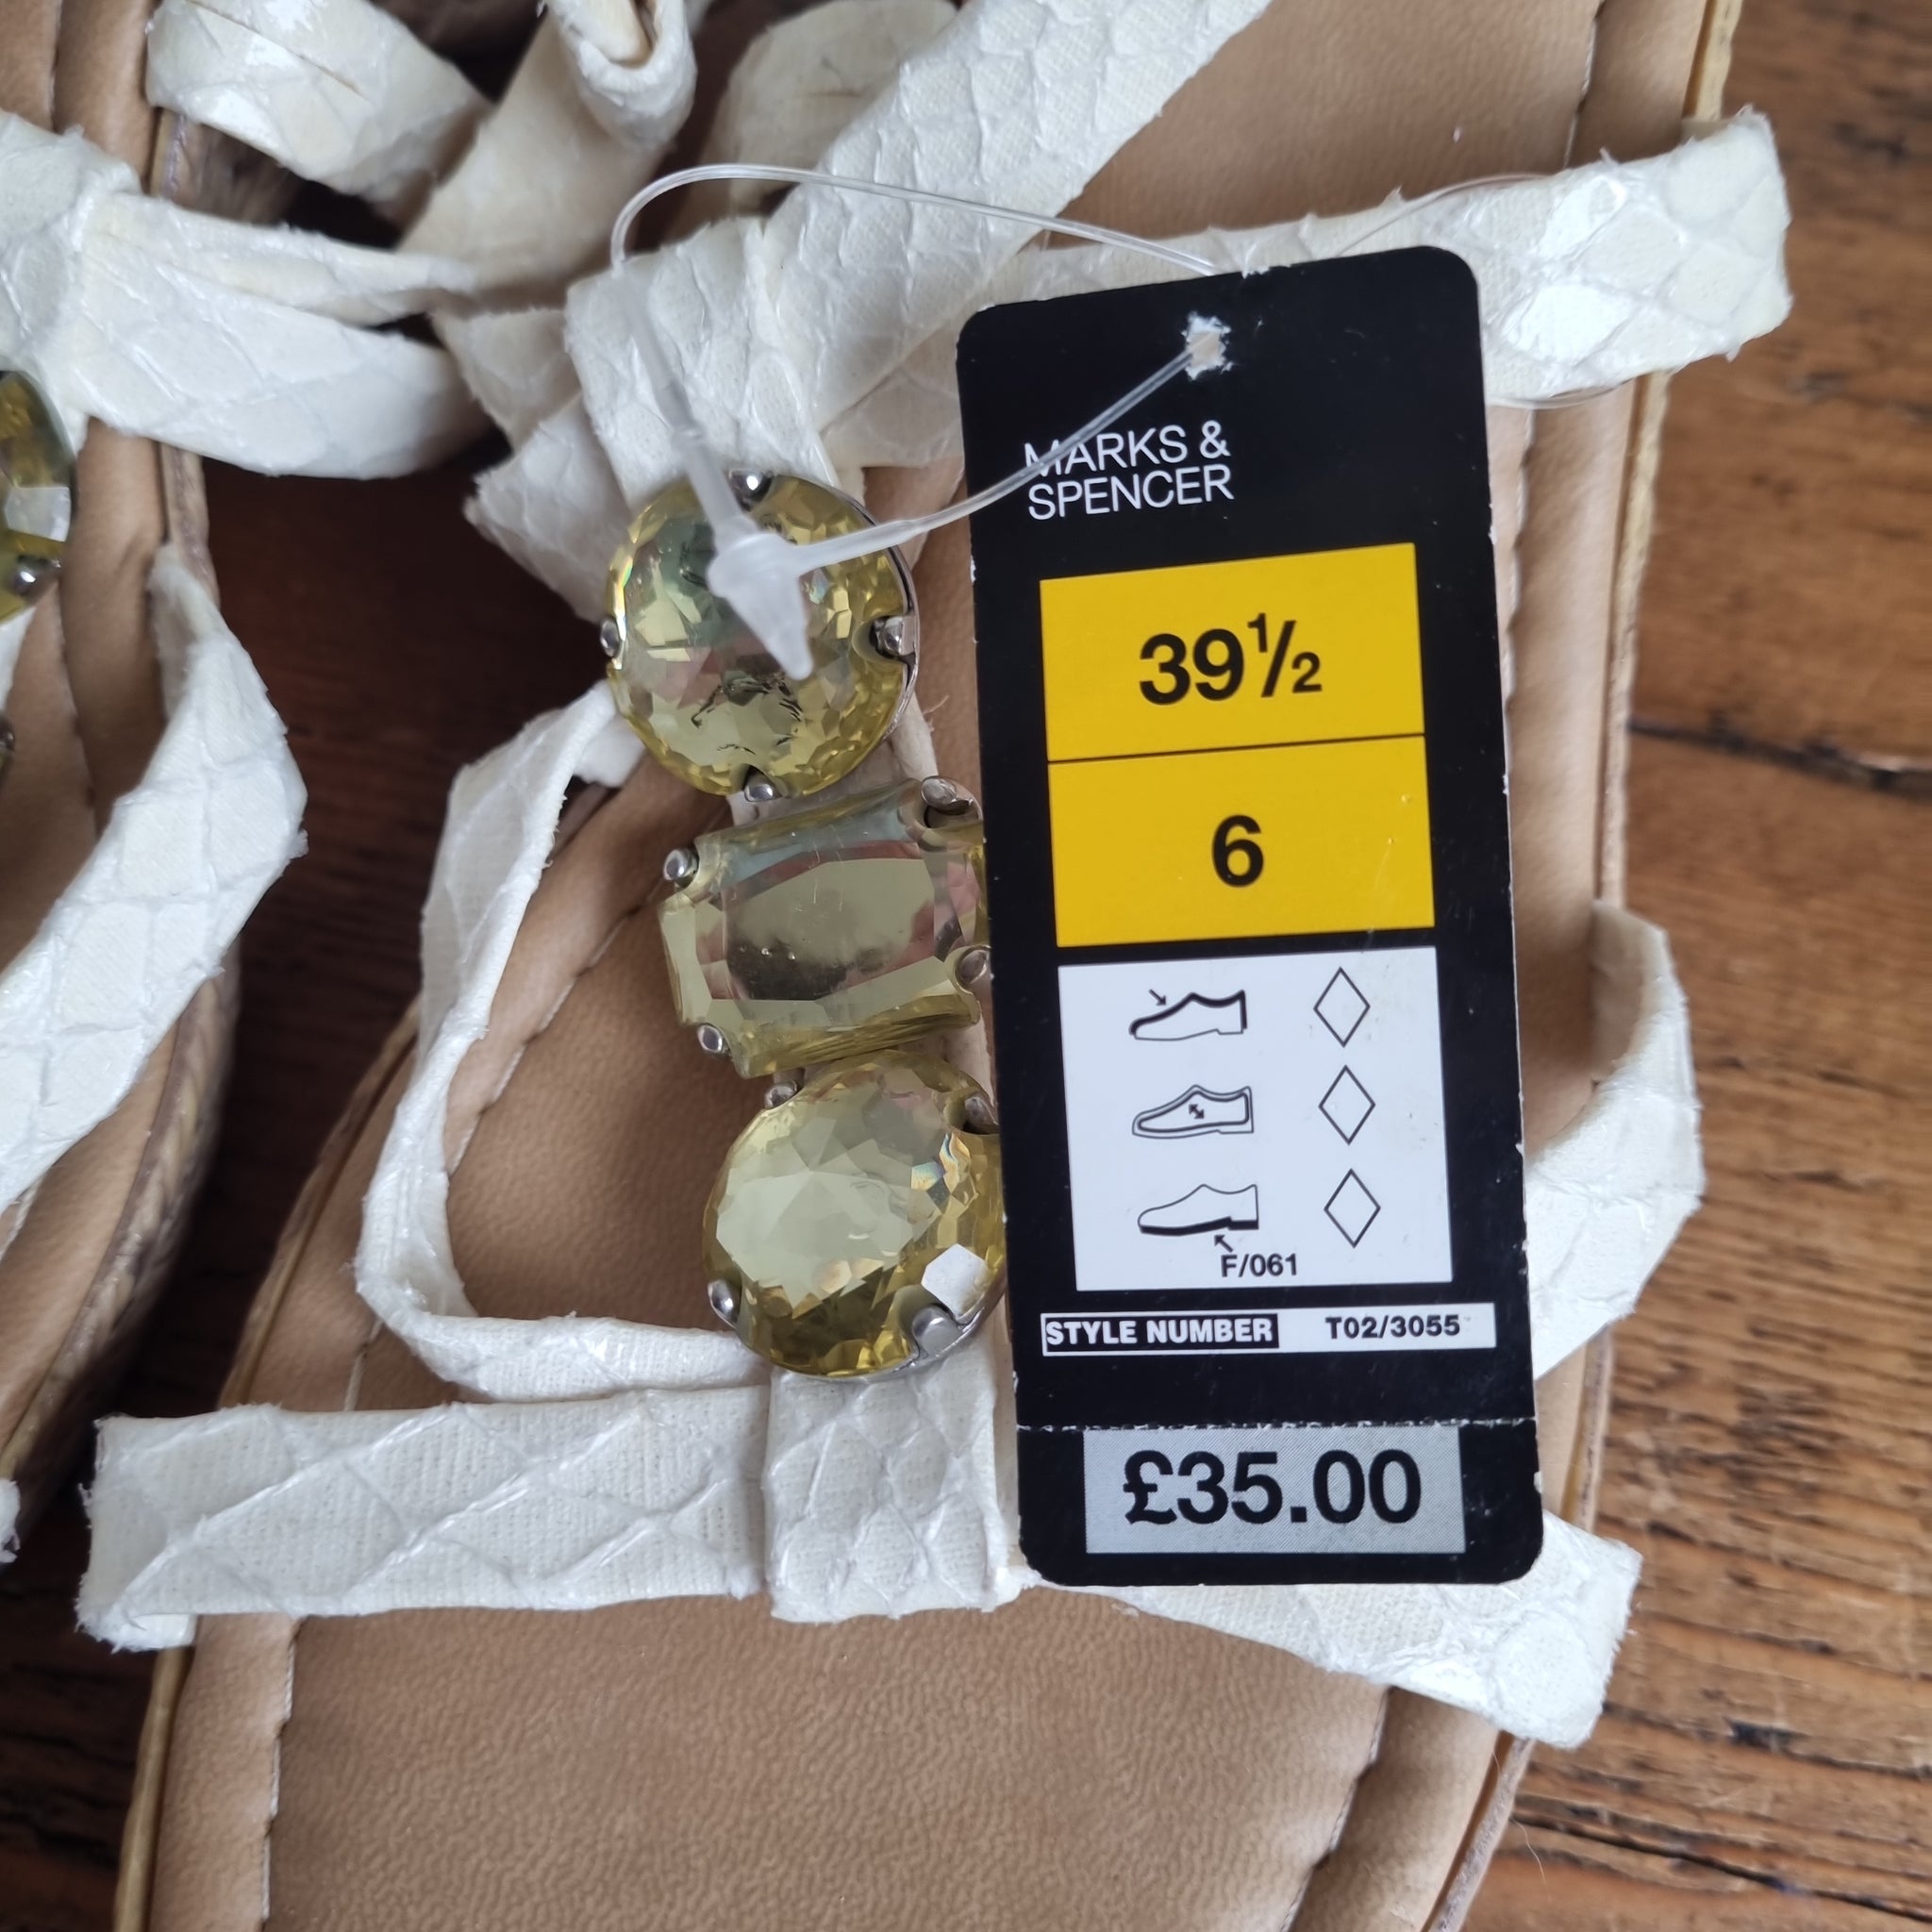 MARKS &
SPENCER
39½
6
F/061
STYLE NUMBER T02/3055
£35.00